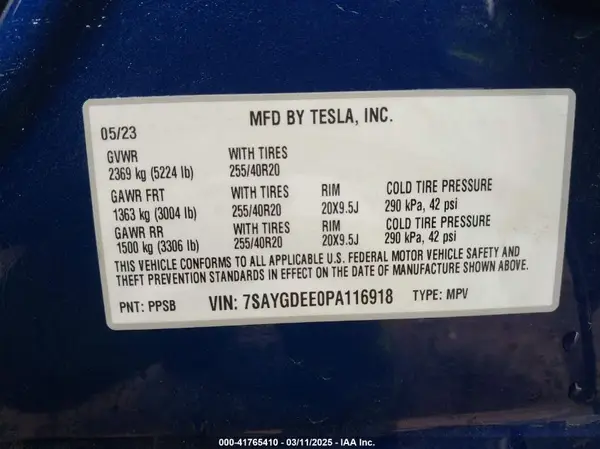 05/23 MFD BY TESLA, INC.
GVWR WITH TIRES
2369 kg (5224 lb) 255/40R20
GAWR FRT WITH TIRES RIM COLD TIRE PRESSURE
1363 kg (3004 lb) 255/40R20 20X9.5J 290 kPa, 42 psi
GAWR RR WITH TIRES RIM COLD TIRE PRESSURE
1500 kg (3306 lb) 255/40R20 20X9.5J 290 kPa, 42 psi
THIS VEHICLE CONFORMS TO ALL APPLICABLE U.S. FEDERAL MOTOR VEHICLE SAFETY AND
THEFT PREVENTION STANDARDS IN EFFECT ON THE DATE OF MANUFACTURE SHOWN ABOVE.
PNT: PPSB VIN: 7SAYGDEE0PA116918 TYPE: MPV
000-41765410 - 03/11/2025 - IAA Inc.